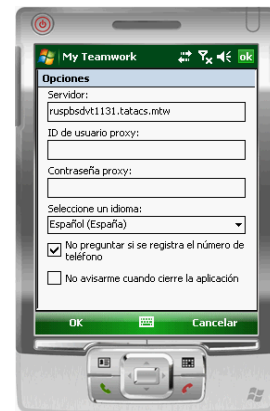 My Teamwork
ok
Opciones
Servidor:
ruspbsdvt1131.tatacs.mtw
ID de usuario proxy:
Contraseña proxy:
Seleccione un idioma:
Español (España)
No preguntar si se registra el número de
teléfono
No avisarme cuando cierre la aplicación
OK
Cancelar